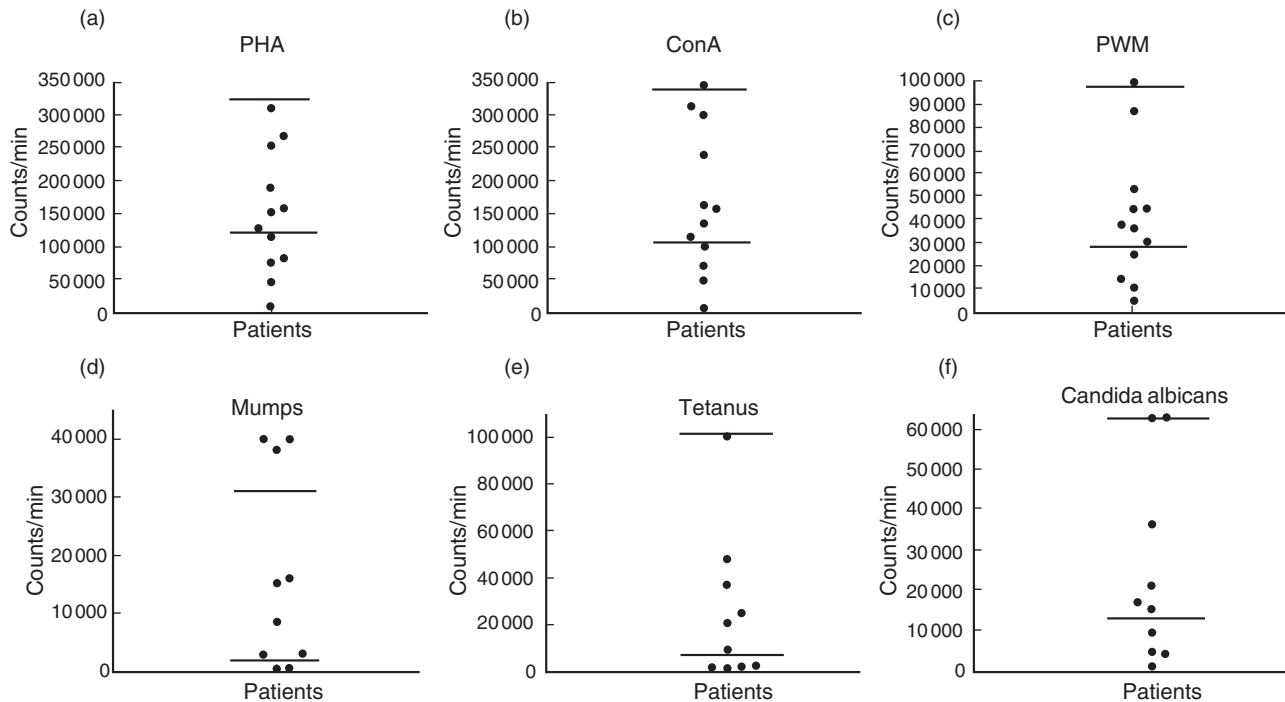 (a)
PHA
Counts/min
350 000
300 000
250 000
200 000
150 000
100 000
50 000
0
Patients
(b)
ConA
Counts/min
350 000
300 000
250 000
200 000
150 000
100 000
50 000
0
Patients
(c)
PWM
Counts/min
100 000
90 000
80 000
70 000
60 000
50 000
40 000
30 000
20 000
10 000
0
Patients
(d)
Mumps
Counts/min
40 000
30 000
20 000
10 000
0
Patients
(e)
Tetanus
Counts/min
100 000
80 000
60 000
40 000
20 000
0
Patients
(f)
Candida albicans
Counts/min
60 000
50 000
40 000
30 000
20 000
10 000
0
Patients